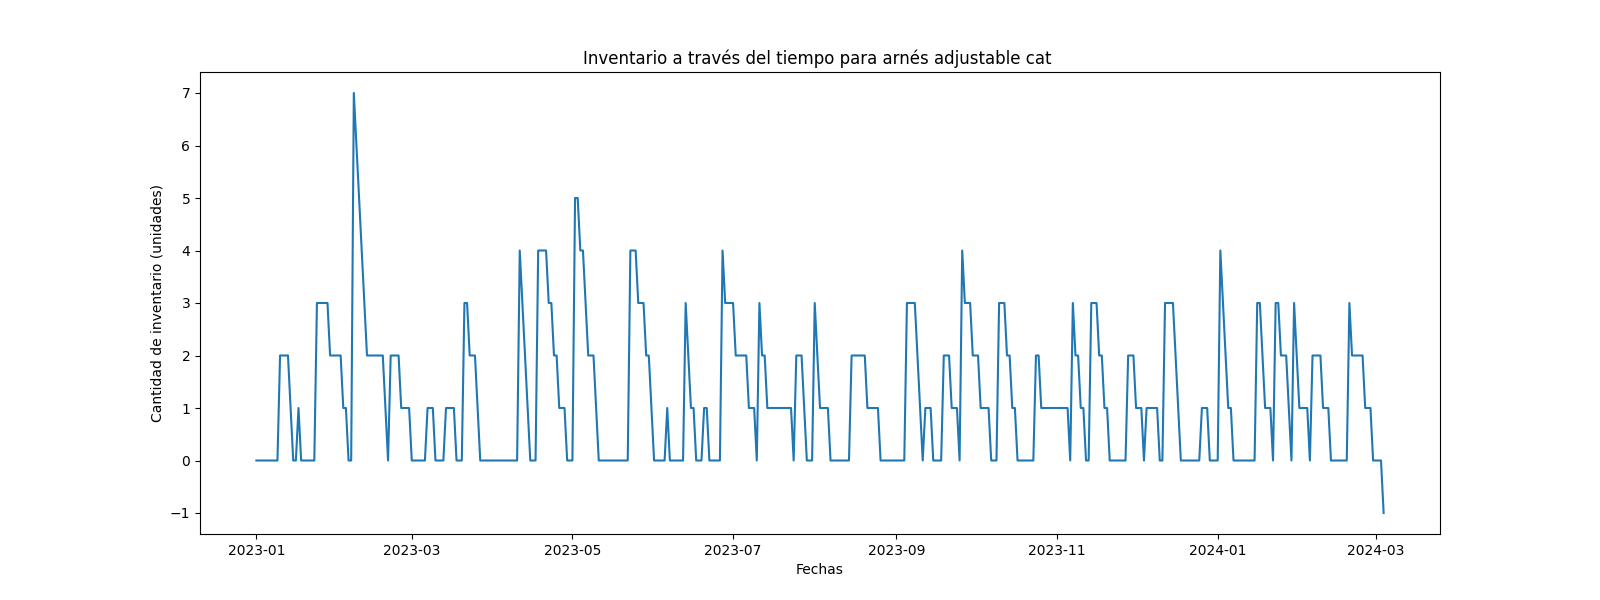 Inventario a través del tiempo para arnés adjustable cat
Cantidad de inventario (unidades)
7
6
5
4
3
2
1
0
−1
2023-01 2023-03 2023-05 2023-07 2023-09 2023-11 2024-01 2024-03
Fechas